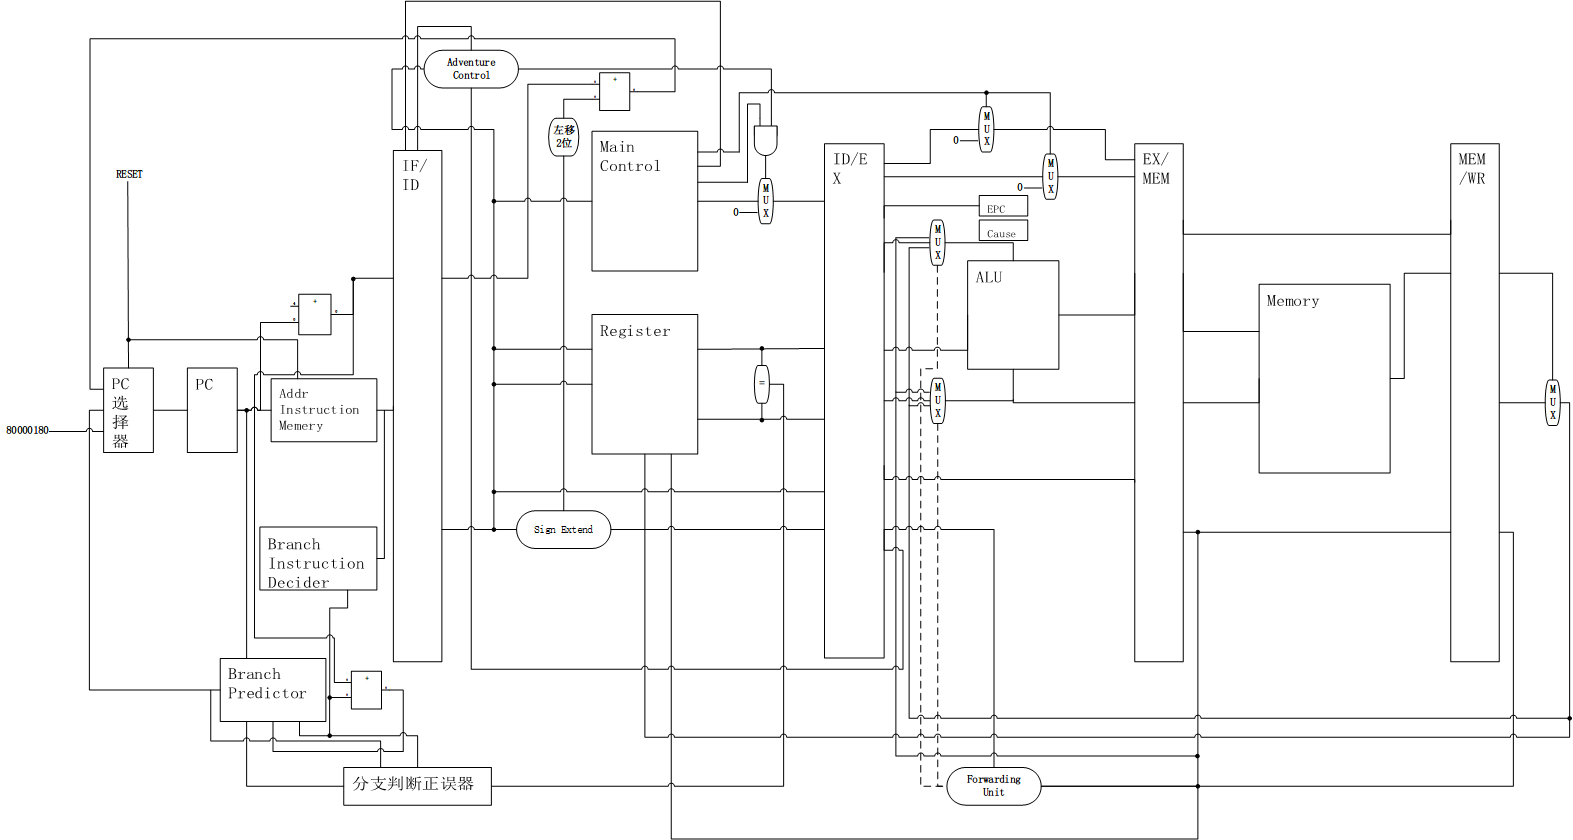 Adventure
Control
+
左移
2位
Main
Control
M
U
X
0
M
U
X
0
M
U
X
0
IF/
ID
ID/E
X
EX/
MEM
MEM
/WR
RESET
EPC
Cause
M
U
X
ALU
+
Memory
Register
=
PC
选
择
器
PC
Addr
Instruction
Memery
M
U
X
M
U
X
80000180
Sign Extend
Branch
Instruction
Decider
Branch
Predictor
+
分支判断正误器
Forwarding
Unit